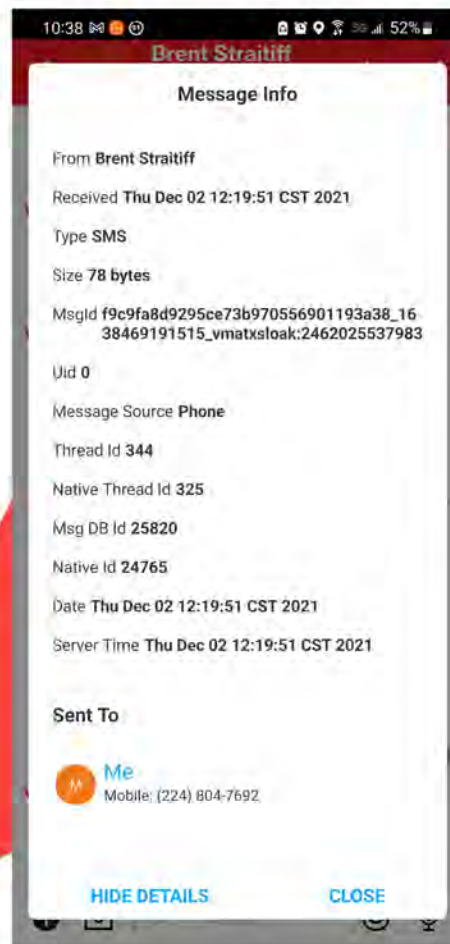 10:38
52%
Brent Straitiff
Message Info
From Brent Straitiff
Received Thu Dec 02 12:19:51 CST 2021
Type SMS
Size 78 bytes
MsgId f9c9fa8d9295ce73b970556901193a38_16
38469191515_vmatxsloak:2462025537983
Uid 0
Message Source Phone
Thread Id 344
Native Thread Id 325
Msg DB Id 25820
Native Id 24765
Date Thu Dec 02 12:19:51 CST 2021
Server Time Thu Dec 02 12:19:51 CST 2021
Sent To
M
Me
Mobile: (224) 804-7692
HIDE DETAILS CLOSE